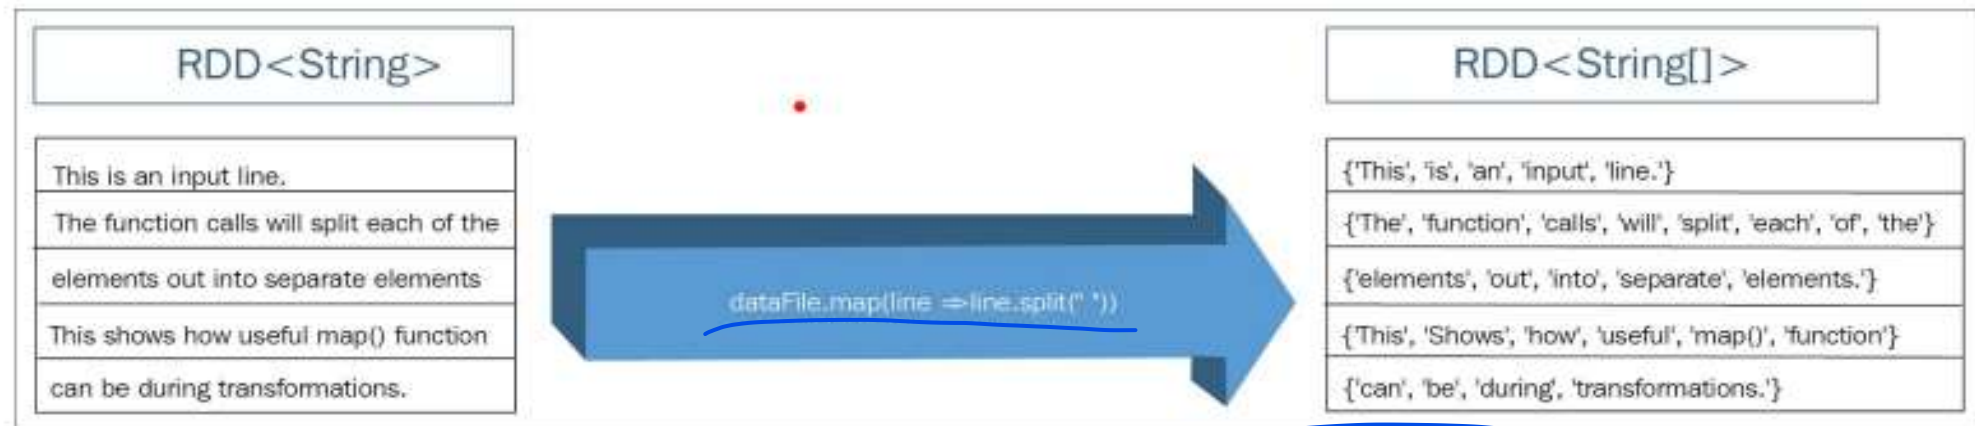 RDD<String>
This is an input line.
The function calls will split each of the
elements out into separate elements
This shows how useful map() function
can be during transformations.
dataFile.map(line =>line.split(" "))
RDD<String[]>
{'This', 'is', 'an', 'input', 'line.'}
{'The', 'function', 'calls', 'will', 'split', 'each', 'of', 'the'}
{'elements', 'out', 'into', 'separate', 'elements.'}
{'This', 'Shows', 'how', 'useful', 'map()', 'function'}
{'can', 'be', 'during', 'transformations.'}